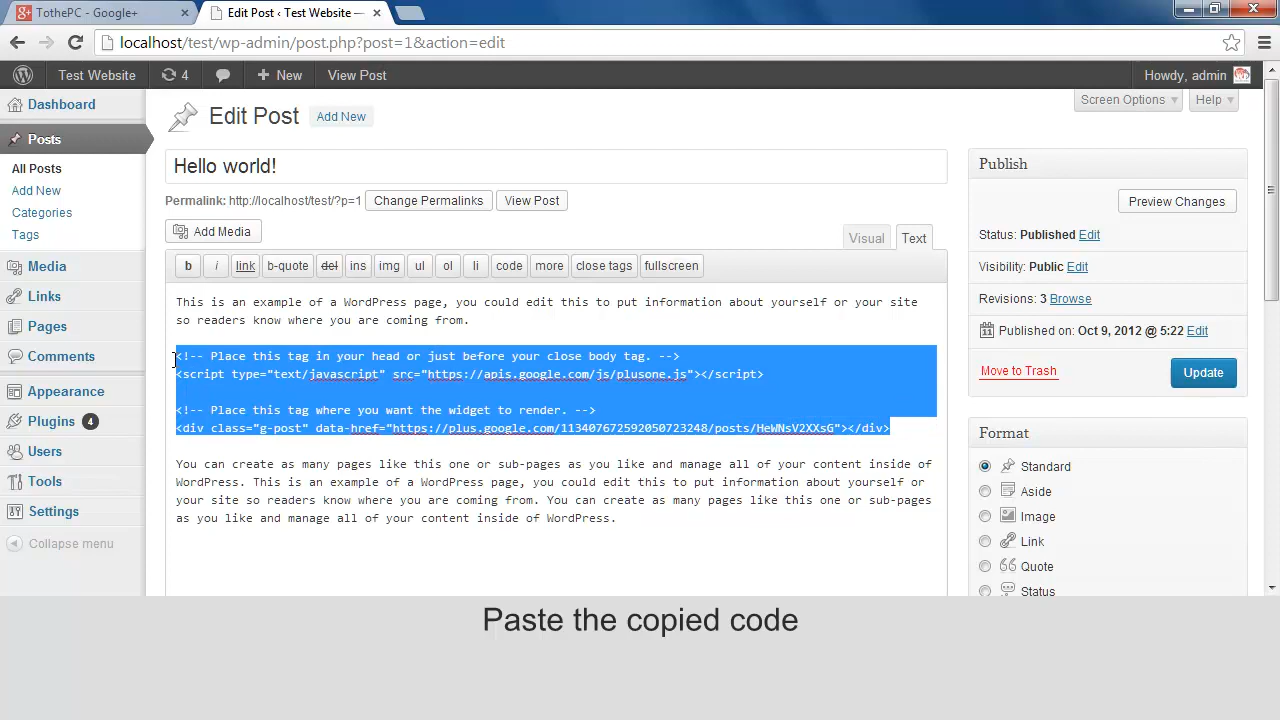 TothePC - Google+
Edit Post ‹ Test Website —
localhost/test/wp-admin/post.php?post=1&action=edit
Test Website
4
New
View Post
Howdy, admin
Screen Options
Help
Dashboard
Posts
All Posts
Add New
Categories
Tags
Media
Links
Pages
Comments
Appearance
Plugins 4
Users
Tools
Settings
Collapse menu
Edit Post
Add New
Hello world!
Permalink: http://localhost/test/?p=1 Change Permalinks View Post
Add Media
Visual
Text
b i link b-quote del ins img ul ol li code more close tags fullscreen
This is an example of a WordPress page, you could edit this to put information about yourself or your site
so readers know where you are coming from.
<!-- Place this tag in your head or just before your close body tag. -->
<script type="text/javascript" src="https://apis.google.com/js/plusone.js"></script>
<!-- Place this tag where you want the widget to render. -->
<div class="g-post" data-href="https://plus.google.com/113407672592050723248/posts/HeWNsV2XXsG"></div>
You can create as many pages like this one or sub-pages as you like and manage all of your content inside of
WordPress. This is an example of a WordPress page, you could edit this to put information about yourself or
your site so readers know where you are coming from. You can create as many pages like this one or sub-pages
as you like and manage all of your content inside of WordPress.
Publish
Preview Changes
Status: Published Edit
Visibility: Public Edit
Revisions: 3 Browse
11 Published on: Oct 9, 2012 @ 5:22 Edit
Move to Trash
Update
Format
Standard
Aside
Image
Link
Quote
Status
Paste the copied code